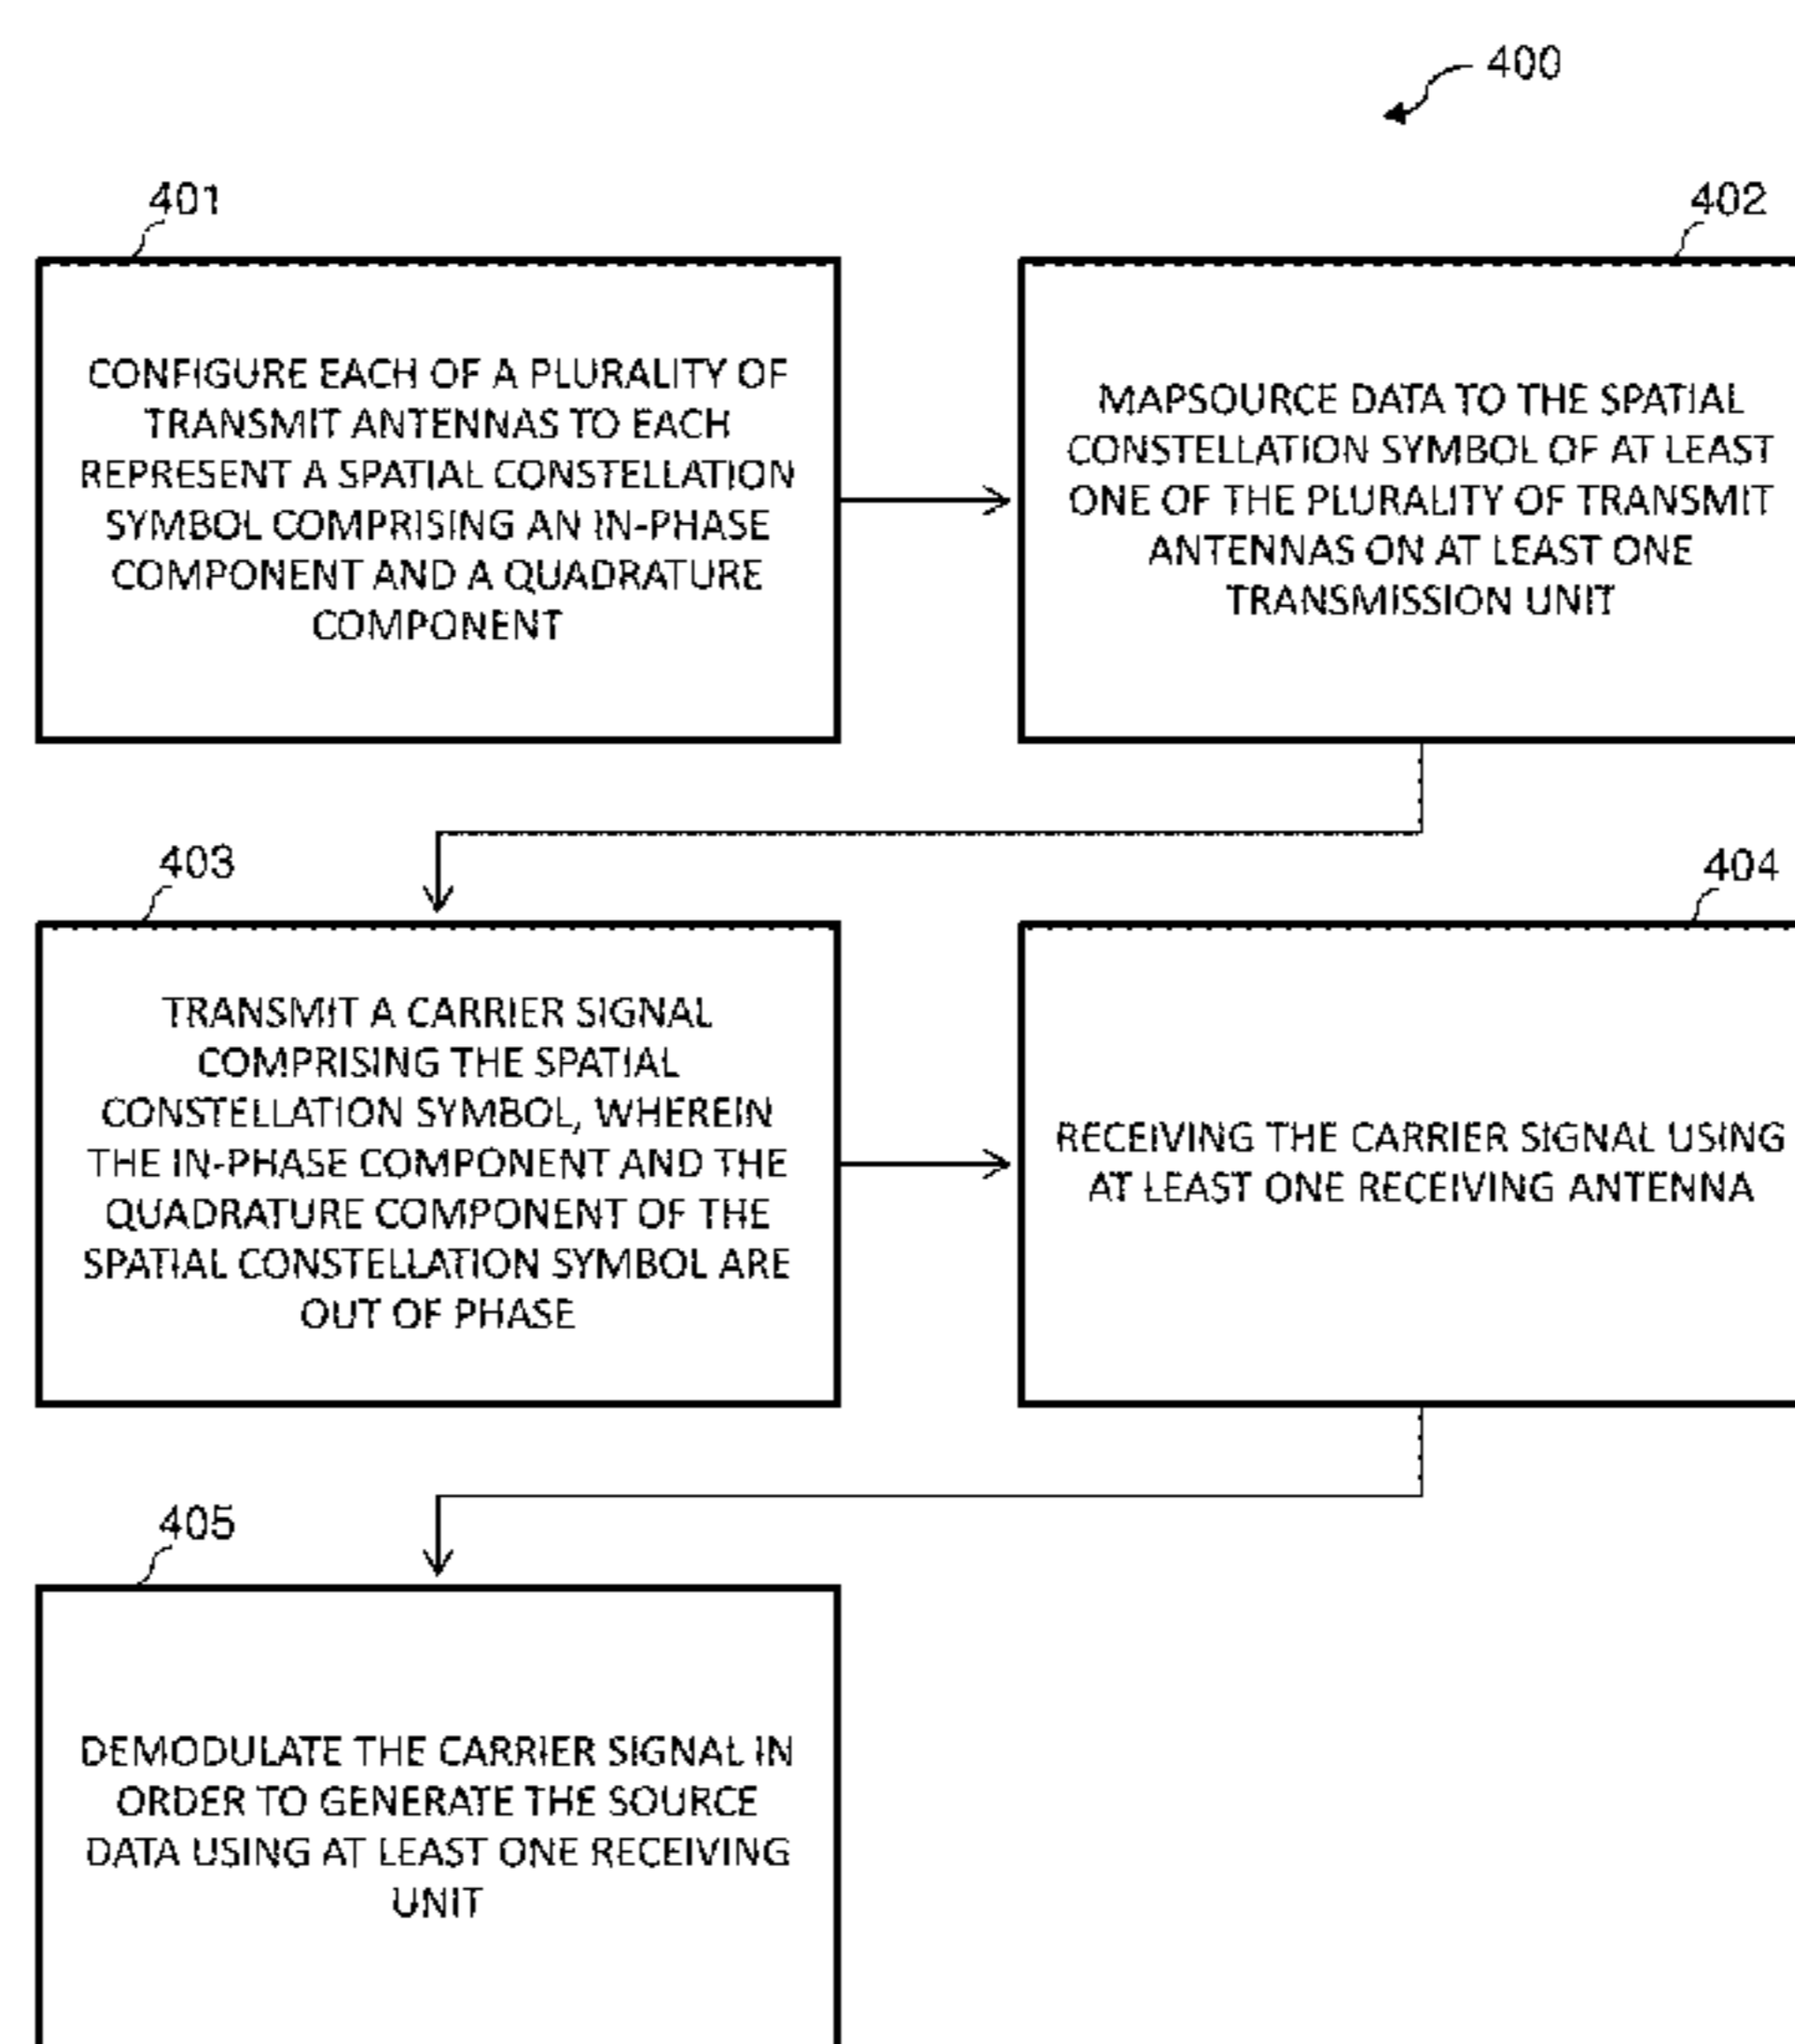 400
401
CONFIGURE EACH OF A PLURALITY OF
TRANSMIT ANTENNAS TO EACH
REPRESENT A SPATIAL CONSTELLATION
SYMBOL COMPRISING AN IN-PHASE
COMPONENT AND A QUADRATURE
COMPONENT
402
MAPSOURCE DATA TO THE SPATIAL
CONSTELLATION SYMBOL OF AT LEAST
ONE OF THE PLURALITY OF TRANSMIT
ANTENNAS ON AT LEAST ONE
TRANSMISSION UNIT
403
TRANSMIT A CARRIER SIGNAL
COMPRISING THE SPATIAL
CONSTELLATION SYMBOL, WHEREIN
THE IN-PHASE COMPONENT AND THE
QUADRATURE COMPONENT OF THE
SPATIAL CONSTELLATION SYMBOL ARE
OUT OF PHASE
404
RECEIVING THE CARRIER SIGNAL USING
AT LEAST ONE RECEIVING ANTENNA
405
DEMODULATE THE CARRIER SIGNAL IN
ORDER TO GENERATE THE SOURCE
DATA USING AT LEAST ONE RECEIVING
UNIT